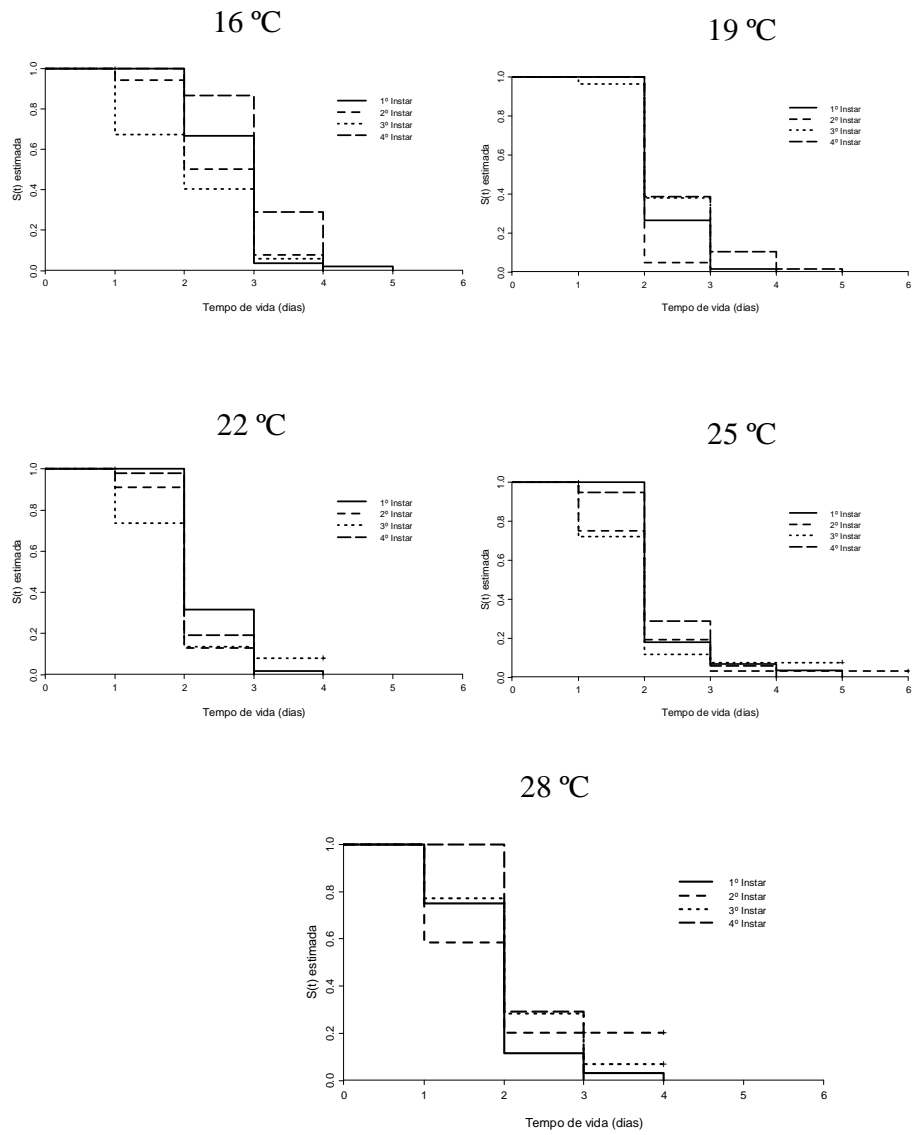 16 ºC
S(t) estimada
0.0 0.2 0.4 0.6 0.8 1.0
1º Instar
2º Instar
3º Instar
4º Instar
0 1 2 3 4 5 6
Tempo de vida (dias)
19 ºC
S(t) estimada
0.0 0.2 0.4 0.6 0.8 1.0
1º Instar
2º Instar
3º Instar
4º Instar
0 1 2 3 4 5 6
Tempo de vida (dias)
22 ºC
S(t) estimada
0.0 0.2 0.4 0.6 0.8 1.0
1º Instar
2º Instar
3º Instar
4º Instar
0 1 2 3 4 5 6
Tempo de vida (dias)
25 ºC
S(t) estimada
0.0 0.2 0.4 0.6 0.8 1.0
1º Instar
2º Instar
3º Instar
4º Instar
0 1 2 3 4 5 6
Tempo de vida (dias)
28 ºC
S(t) estimada
0.0 0.2 0.4 0.6 0.8 1.0
1º Instar
2º Instar
3º Instar
4º Instar
0 1 2 3 4 5 6
Tempo de vida (dias)